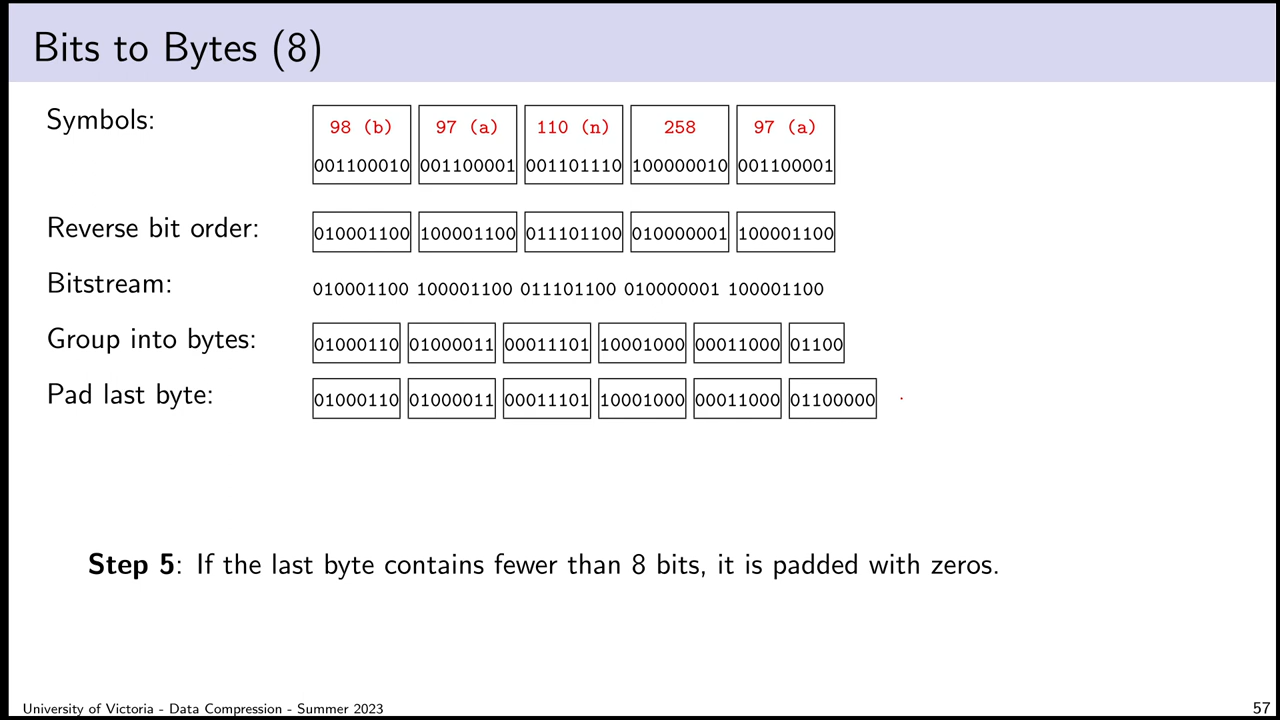 Bits to Bytes (8)
Symbols:
98 (b) 97 (a) 110 (n) 258 97 (a)
001100010 001100001 001101110 100000010 001100001
Reverse bit order: 010001100 100001100 011101100 010000001 100001100
Bitstream: 010001100 100001100 011101100 010000001 100001100
Group into bytes: 01000110 01000011 00011101 10001000 00011000 01100
Pad last byte: 01000110 01000011 00011101 10001000 00011000 01100000
Step 5: If the last byte contains fewer than 8 bits, it is padded with zeros.
University of Victoria - Data Compression - Summer 2023 57